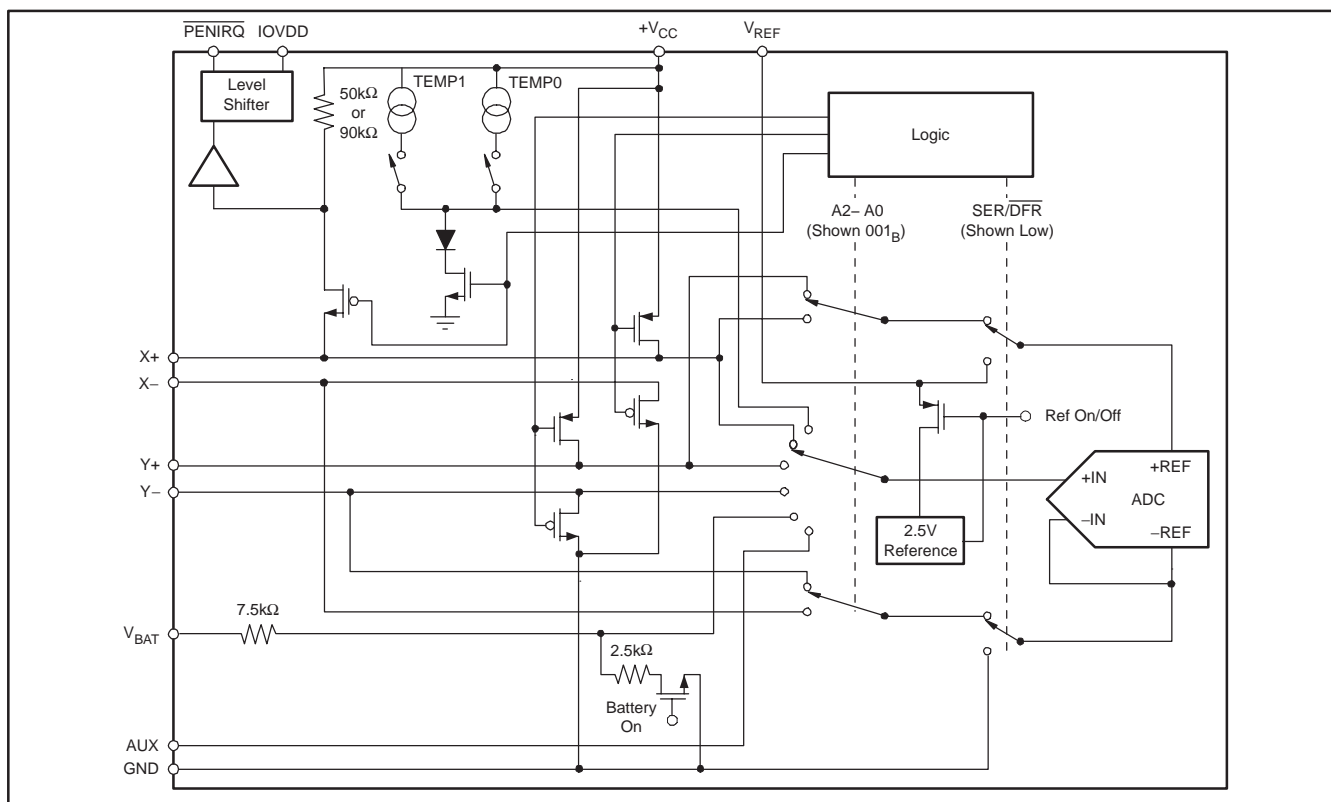 PENIRQ IOVDD +VCC VREF
Level
Shifter
50kΩ
or
90kΩ
TEMP1
TEMP0
Logic
A2– A0
(Shown 001B)
SER/DFR
(Shown Low)
X+
X–
Y+
Y–
Ref On/Off
+IN
+REF
ADC
–IN
–REF
2.5V
Reference
7.5kΩ
VBAT
2.5kΩ
Battery
On
AUX
GND